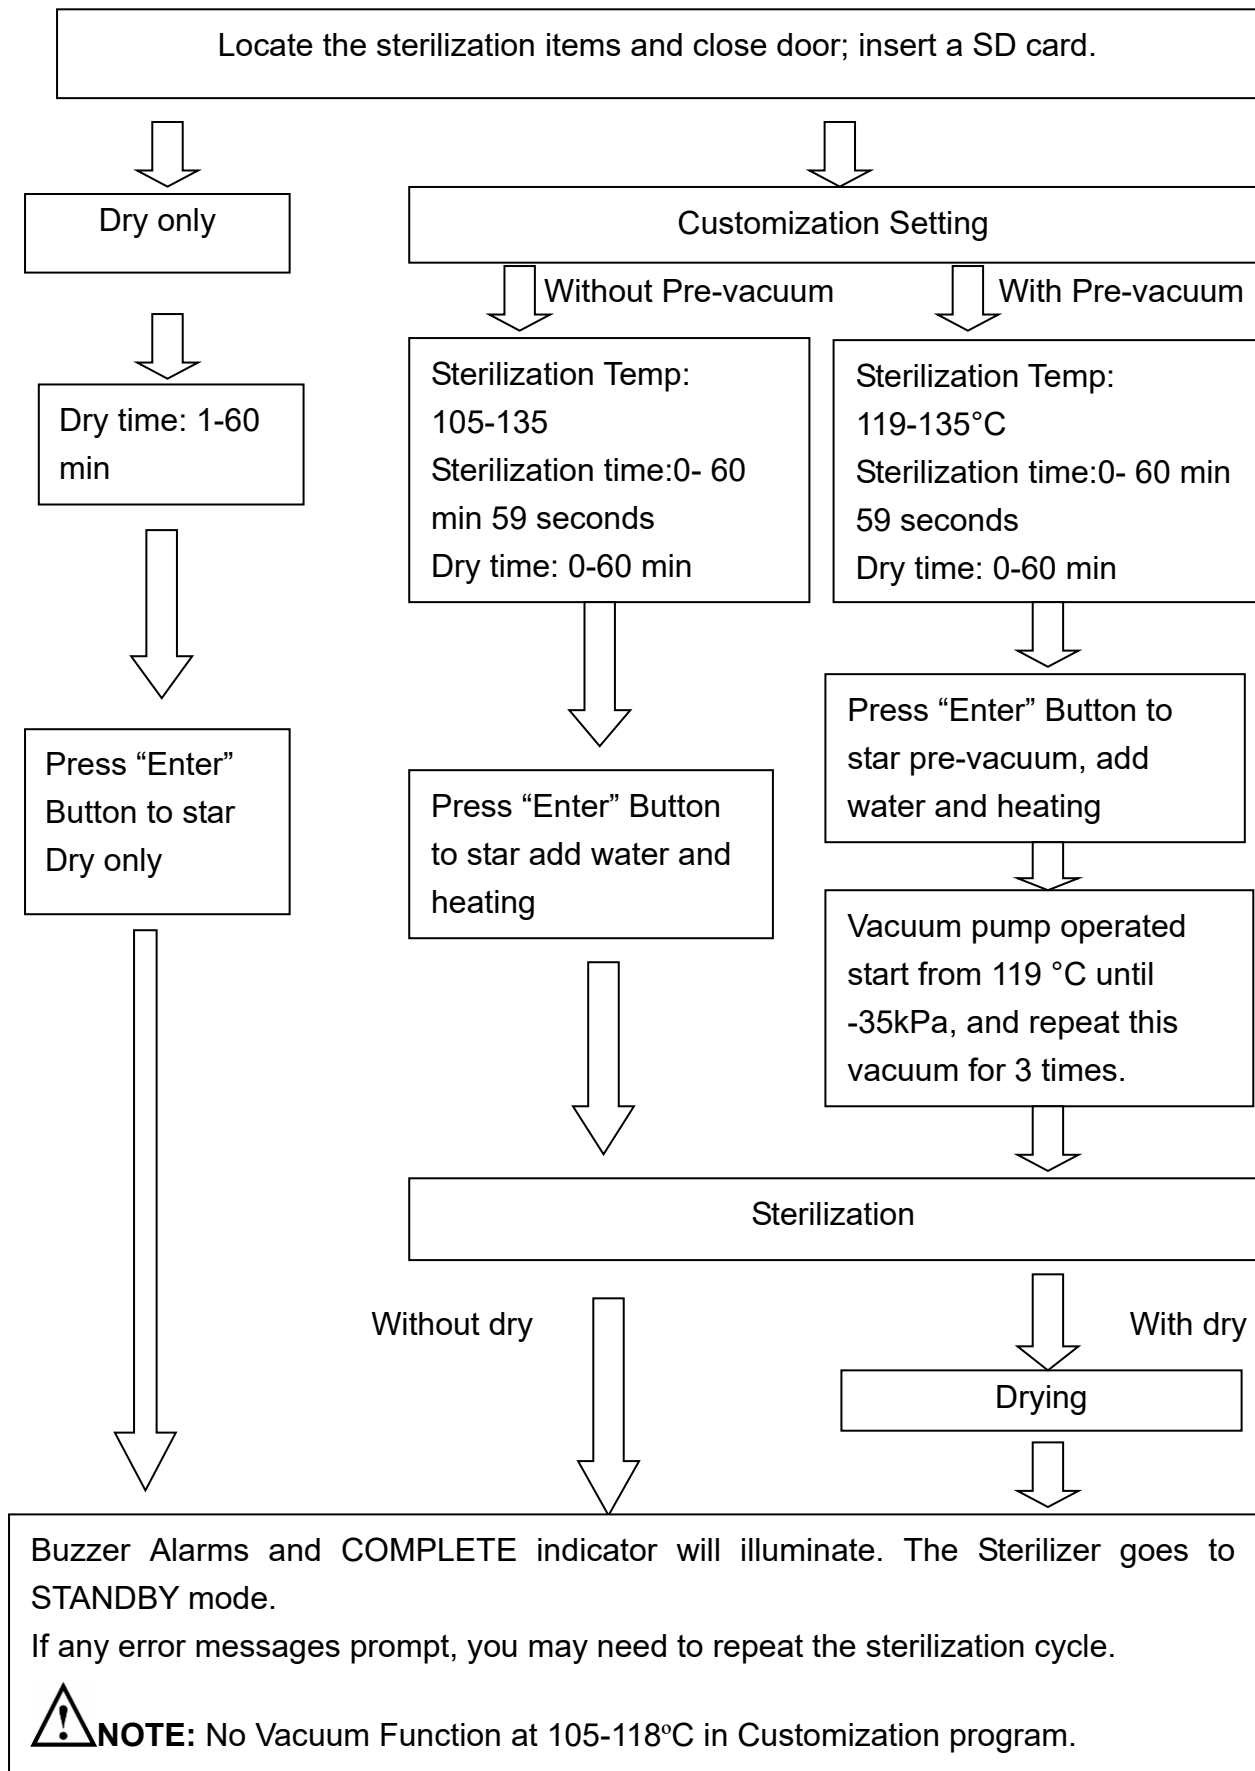 Locate the sterilization items and close door; insert a SD card.
Dry only
Customization Setting
Without Pre-vacuum
With Pre-vacuum
Dry time: 1-60
min
Sterilization Temp:
105-135
Sterilization time:0- 60
min 59 seconds
Dry time: 0-60 min
Sterilization Temp:
119-135°C
Sterilization time:0- 60 min
59 seconds
Dry time: 0-60 min
Press “Enter”
Button to star
Dry only
Press “Enter” Button
to star add water and
heating
Press “Enter” Button to
star pre-vacuum, add
water and heating
Vacuum pump operated
start from 119 °C until
-35kPa, and repeat this
vacuum for 3 times.
Sterilization
Without dry
With dry
Drying
Buzzer Alarms and COMPLETE indicator will illuminate. The Sterilizer goes to
STANDBY mode.
If any error messages prompt, you may need to repeat the sterilization cycle.
NOTE: No Vacuum Function at 105-118ºC in Customization program.